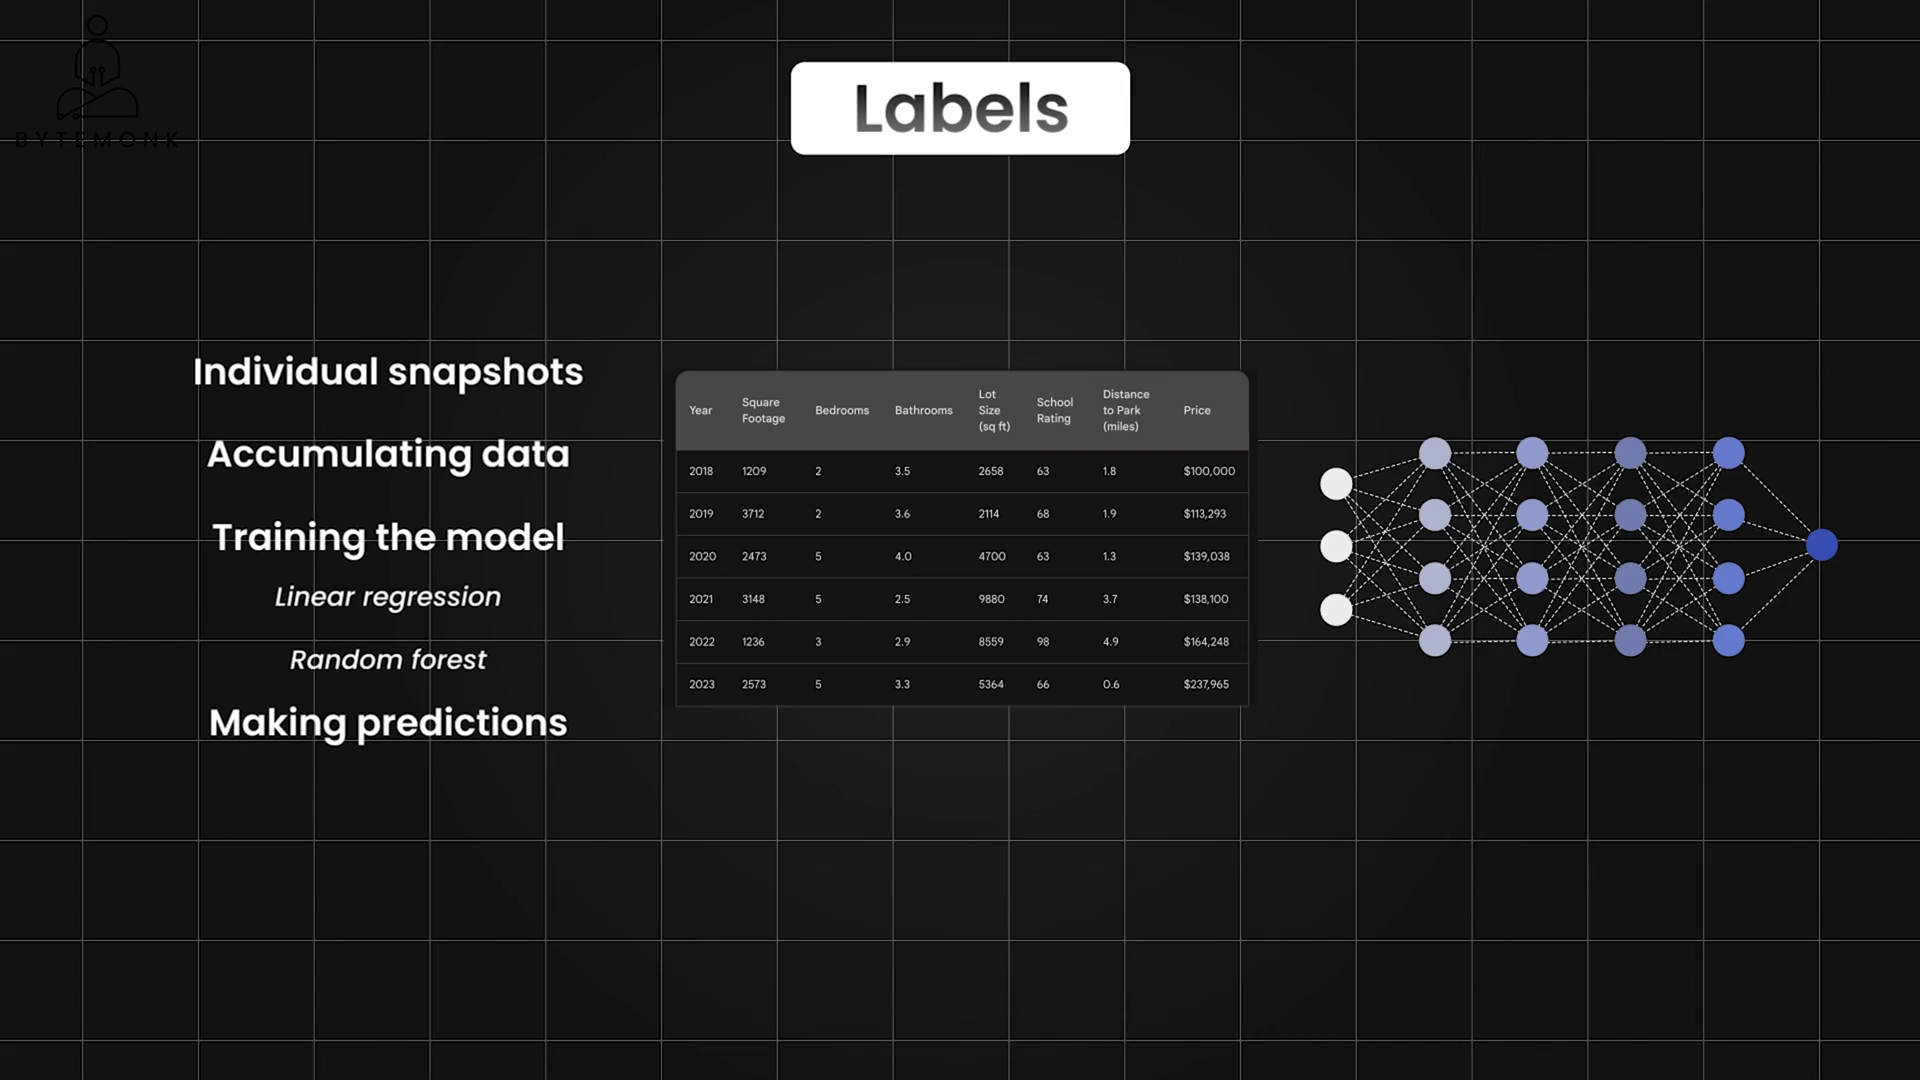 BYTEMONK
Labels
Individual snapshots
Accumulating data
Training the model
Linear regression
Random forest
Making predictions
Year Square Footage Bedrooms Bathrooms Lot Size (sq ft) School Rating Distance to Park (miles) Price
2018 1209 2 3.5 2658 63 1.8 $100,000
2019 3712 2 3.6 2114 68 1.9 $113,293
2020 2473 5 4.0 4700 63 1.3 $139,038
2021 3148 5 2.5 9880 74 3.7 $138,100
2022 1236 3 2.9 8559 98 4.9 $164,248
2023 2573 5 3.3 5364 66 0.6 $237,965